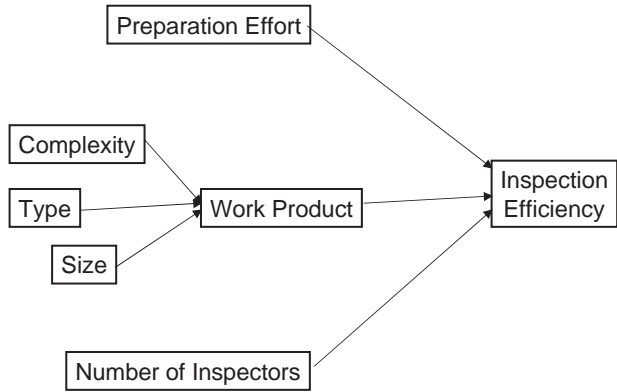 Preparation Effort
Complexity
Type
Size
Work Product
Inspection
Efficiency
Number of Inspectors